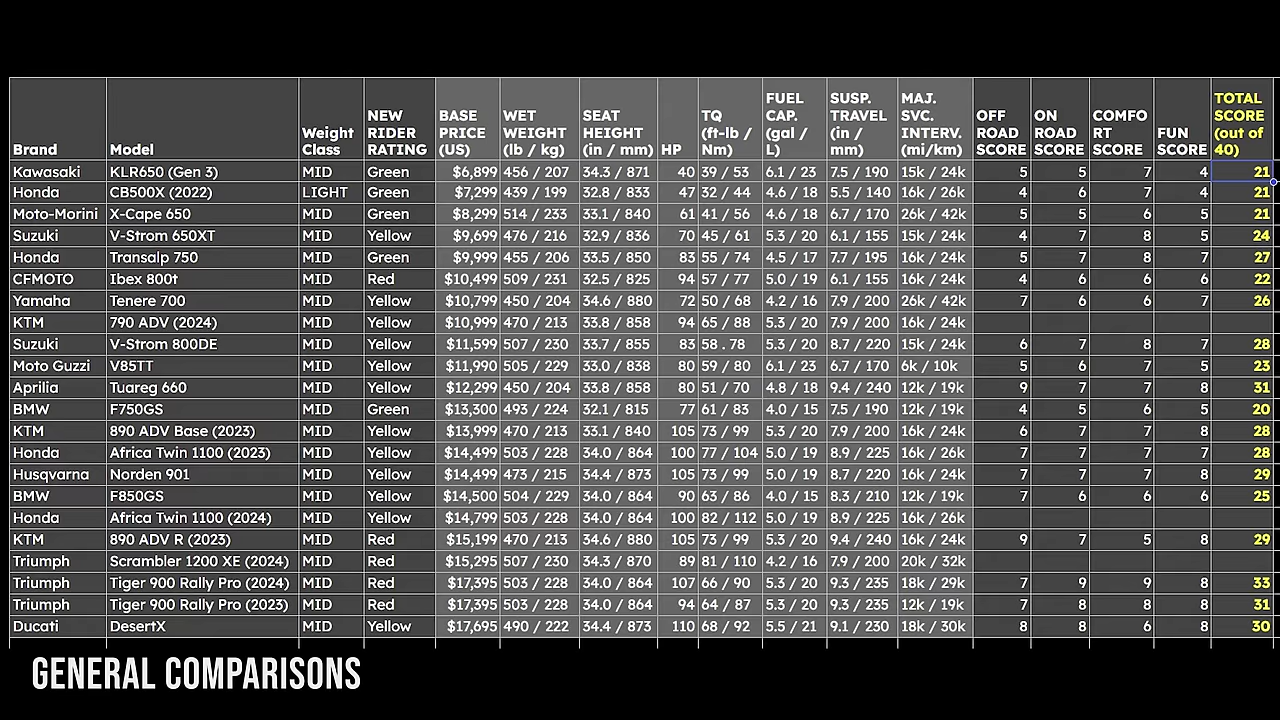 Brand Model Weight Class NEW RIDER RATING BASE PRICE (US) WET WEIGHT (lb / kg) SEAT HEIGHT (in / mm) HP TQ (ft-lb / Nm) FUEL CAP. (gal / L) SUSP. TRAVEL (in / mm) MAJ. SVC. INTERV. (mi/km) OFF ROAD SCORE ON ROAD SCORE COMFO RT SCORE FUN SCORE TOTAL SCORE (out of 40)
Kawasaki KLR650 (Gen 3) MID Green $6,899 456 / 207 34.3 / 871 40 39 / 53 6.1 / 23 7.5 / 190 15k / 24k 5 5 7 4 21
Honda CB500X (2022) LIGHT Green $7,299 439 / 199 32.8 / 833 47 32 / 44 4.6 / 18 5.5 / 140 16k / 26k 4 6 7 4 21
Moto-Morini X-Cape 650 MID Green $8,299 514 / 233 33.1 / 840 61 41 / 56 4.6 / 18 6.7 / 170 26k / 42k 5 5 6 5 21
Suzuki V-Strom 650XT MID Yellow $9,699 476 / 216 32.9 / 836 70 45 / 61 5.3 / 20 6.1 / 155 15k / 24k 4 7 8 5 24
Honda Transalp 750 MID Green $9,999 455 / 206 33.5 / 850 83 55 / 74 4.5 / 17 7.7 / 195 16k / 24k 5 7 8 7 27
CFMOTO Ibex 800t MID Red $10,499 509 / 231 32.5 / 825 94 57 / 77 5.0 / 19 6.1 / 155 16k / 24k 4 6 6 6 22
Yamaha Tenere 700 MID Yellow $10,799 450 / 204 34.6 / 880 72 50 / 68 4.2 / 16 7.9 / 200 26k / 42k 7 6 6 7 26
KTM 790 ADV (2024) MID Yellow $10,999 470 / 213 33.8 / 858 94 65 / 88 5.3 / 20 7.9 / 200 16k / 24k
Suzuki V-Strom 800DE MID Yellow $11,599 507 / 230 33.7 / 855 83 58 . 78 5.3 / 20 8.7 / 220 15k / 24k 6 7 8 7 28
Moto Guzzi V85TT MID Yellow $11,990 505 / 229 33.0 / 838 80 59 / 80 6.1 / 23 6.7 / 170 6k / 10k 5 6 7 5 23
Aprilia Tuareg 660 MID Yellow $12,299 450 / 204 33.8 / 858 80 51 / 70 4.8 / 18 9.4 / 240 12k / 19k 9 7 7 8 31
BMW F750GS MID Green $13,300 493 / 224 32.1 / 815 77 61 / 83 4.0 / 15 7.5 / 190 12k / 19k 4 5 6 5 20
KTM 890 ADV Base (2023) MID Yellow $13,999 470 / 213 33.1 / 840 105 73 / 99 5.3 / 20 7.9 / 200 16k / 24k 6 7 7 8 28
Honda Africa Twin 1100 (2023) MID Yellow $14,499 503 / 228 34.0 / 864 100 77 / 104 5.0 / 19 8.9 / 225 16k / 26k 7 7 7 7 28
Husqvarna Norden 901 MID Yellow $14,499 473 / 215 34.4 / 873 105 73 / 99 5.0 / 19 8.7 / 220 16k / 24k 7 7 7 8 29
BMW F850GS MID Yellow $14,500 504 / 229 34.0 / 864 90 63 / 86 4.0 / 15 8.3 / 210 12k / 19k 7 6 6 6 25
Honda Africa Twin 1100 (2024) MID Yellow $14,799 503 / 228 34.0 / 864 100 82 / 112 5.0 / 19 8.9 / 225 16k / 26k
KTM 890 ADV R (2023) MID Red $15,199 470 / 213 34.6 / 880 105 73 / 99 5.3 / 20 9.4 / 240 16k / 24k 9 7 5 8 29
Triumph Scrambler 1200 XE (2024) MID Red $15,295 507 / 230 34.3 / 870 89 81 / 110 4.2 / 16 7.9 / 200 20k / 32k
Triumph Tiger 900 Rally Pro (2024) MID Red $17,395 503 / 228 34.0 / 864 107 66 / 90 5.3 / 20 9.3 / 235 18k / 29k 7 9 9 8 33
Triumph Tiger 900 Rally Pro (2023) MID Red $17,395 503 / 228 34.0 / 864 94 64 / 87 5.3 / 20 9.3 / 235 12k / 19k 7 8 8 8 31
Ducati DesertX MID Yellow $17,695 490 / 222 34.4 / 873 110 68 / 92 5.5 / 21 9.1 / 230 18k / 30k 8 8 6 8 30
GENERAL COMPARISONS